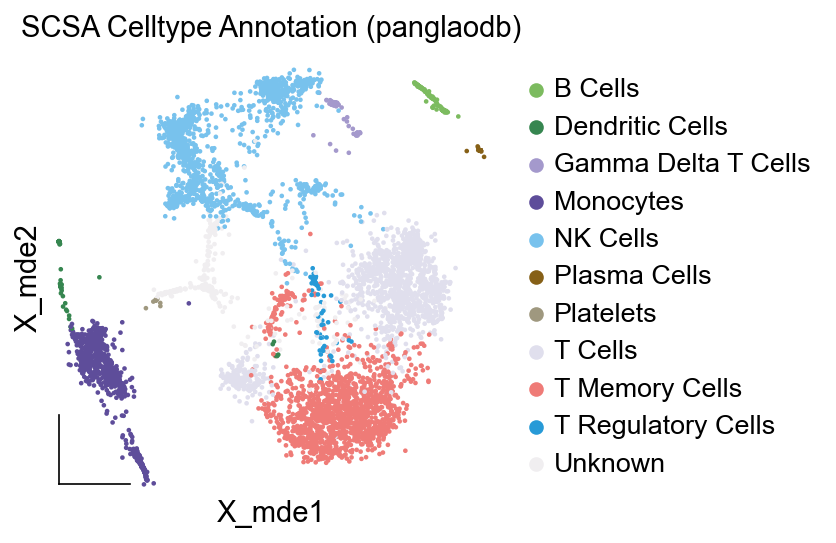 SCSA Celltype Annotation (panglaodb)
B Cells
Dendritic Cells
Gamma Delta T Cells
Monocytes
NK Cells
Plasma Cells
Platelets
T Cells
T Memory Cells
T Regulatory Cells
Unknown
X_mde2
X_mde1